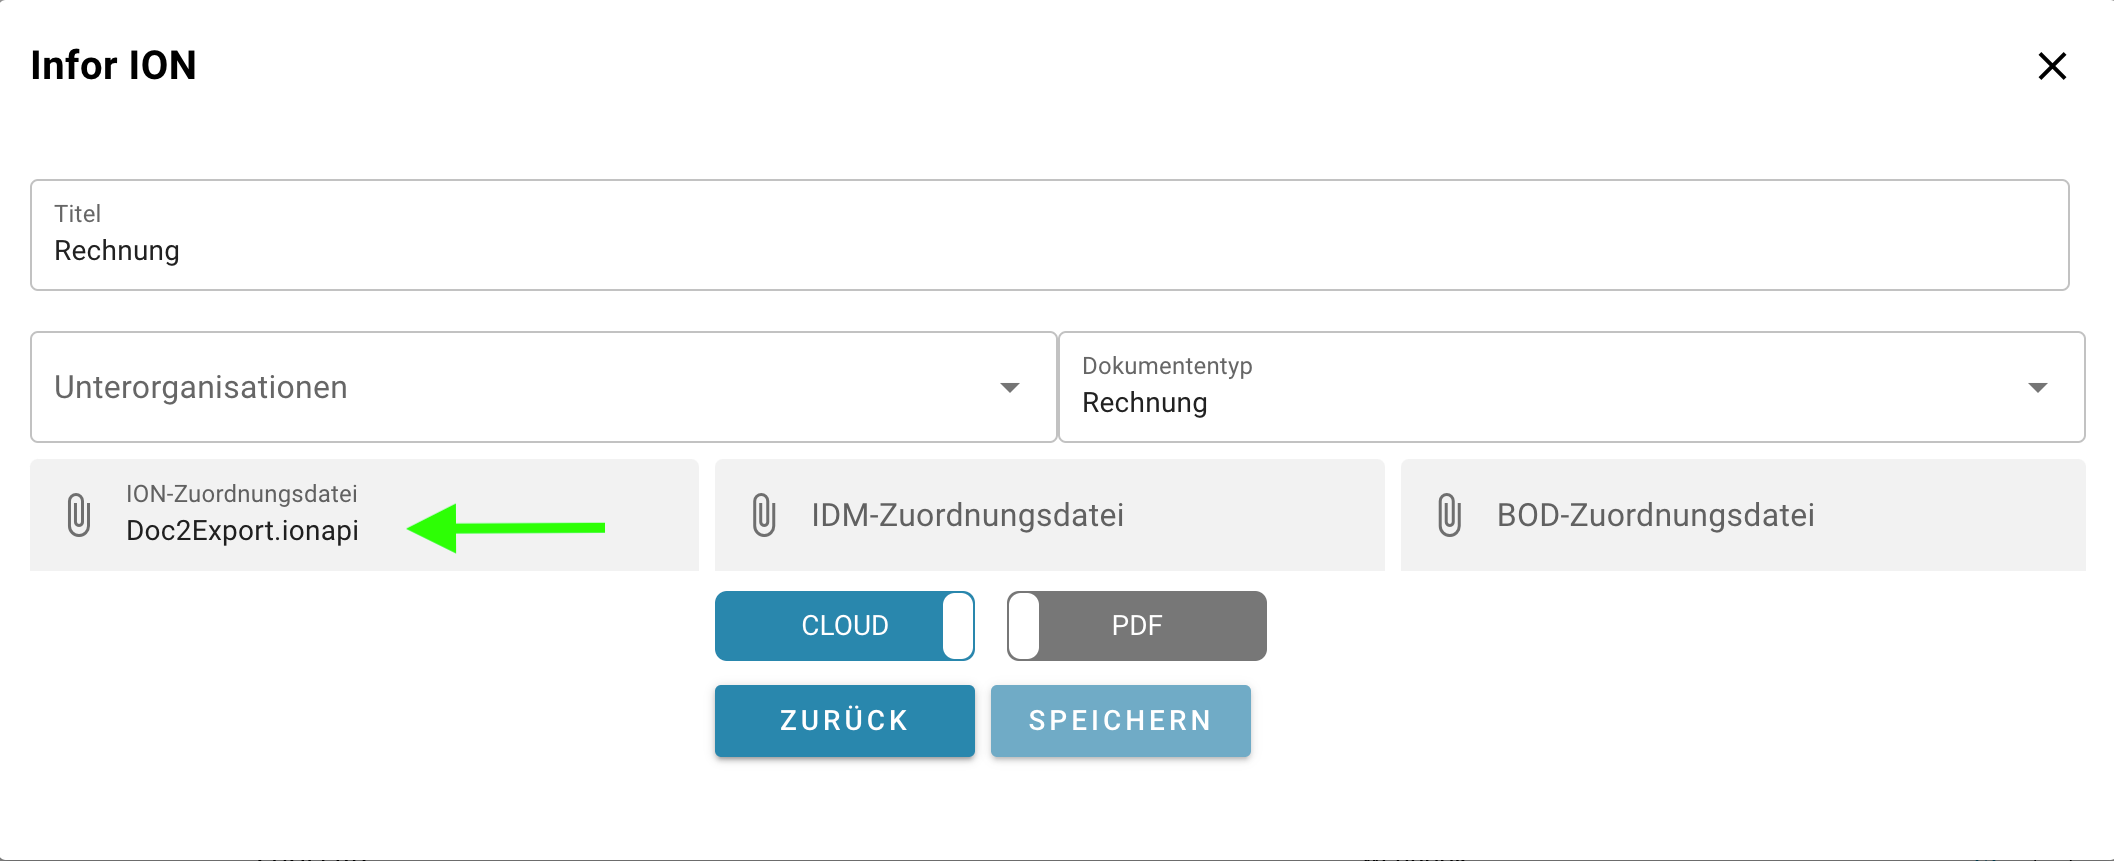 Infor ION
Titel
Rechnung
Unterorganisationen
Dokumententyp
Rechnung
ION-Zuordnungsdatei
Doc2Export.ionapi
IDM-Zuordnungsdatei
BOD-Zuordnungsdatei
CLOUD
PDF
ZURÜCK
SPEICHERN